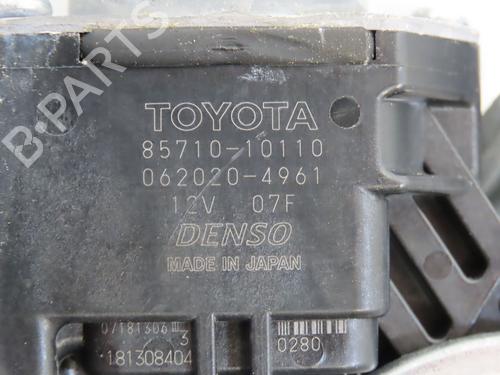 TOYOTA
85710-10110
062020-4961
12V 07F
DENSO
MADE IN JAPAN
07181306 3
181308404
0280
B-PARTS